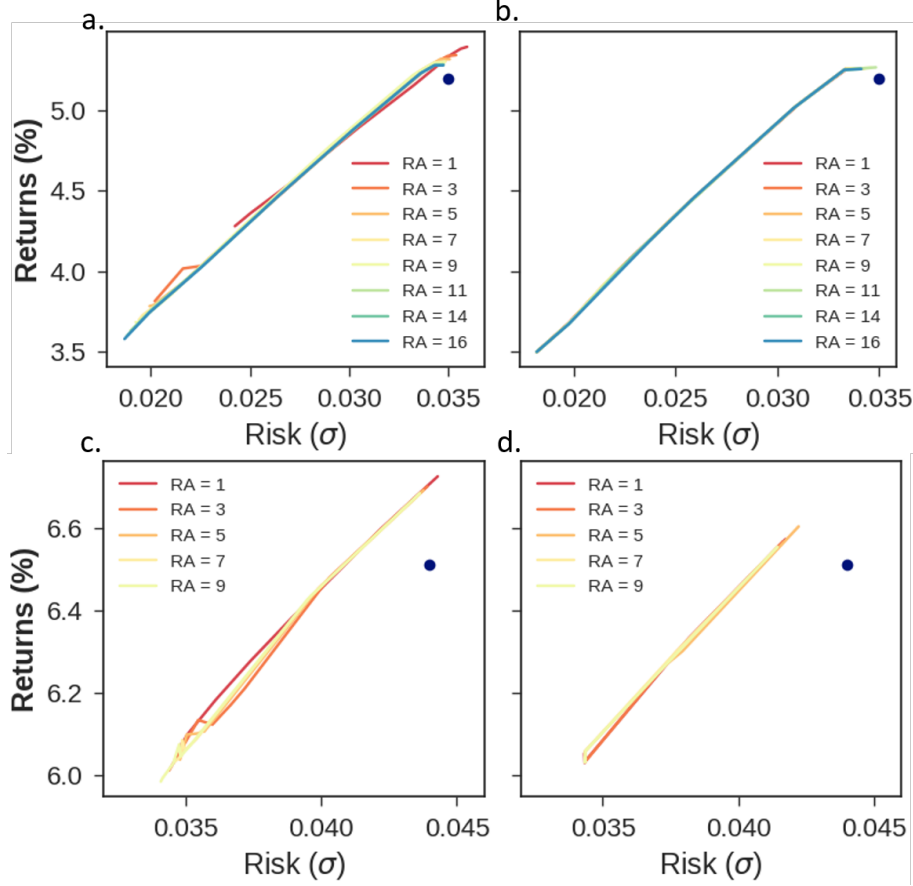 a.
Returns (%)
5.0
4.5
4.0
3.5
RA = 1
RA = 3
RA = 5
RA = 7
RA = 9
RA = 11
RA = 14
RA = 16
0.020 0.025 0.030 0.035
Risk (σ)
b.
RA = 1
RA = 3
RA = 5
RA = 7
RA = 9
RA = 11
RA = 14
RA = 16
0.020 0.025 0.030 0.035
Risk (σ)
c.
Returns (%)
6.6
6.4
6.2
6.0
RA = 1
RA = 3
RA = 5
RA = 7
RA = 9
0.035 0.040 0.045
Risk (σ)
d.
RA = 1
RA = 3
RA = 5
RA = 7
RA = 9
0.035 0.040 0.045
Risk (σ)